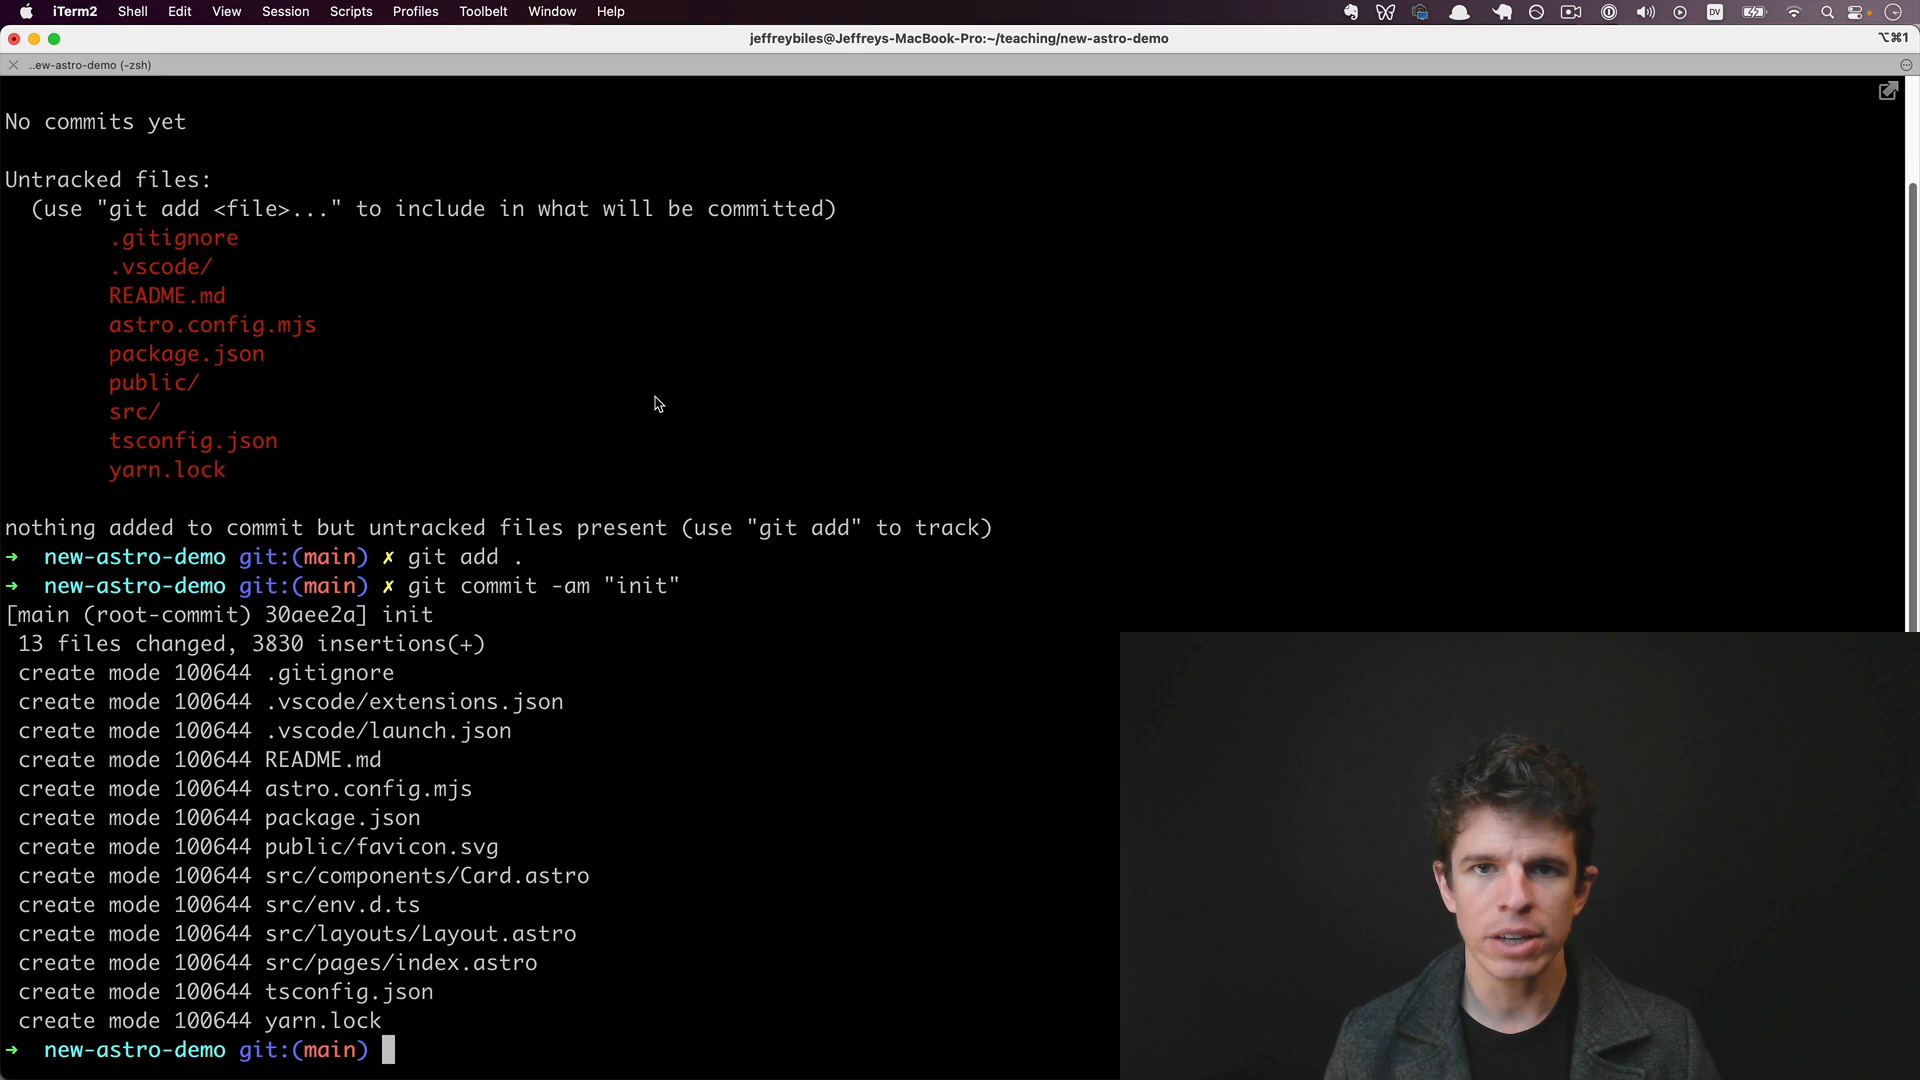 iTerm2 Shell Edit View Session Scripts Profiles Toolbelt Window Help
jeffreybiles@Jeffreys-MacBook-Pro:~/teaching/new-astro-demo
⌥⌘1
..ew-astro-demo (-zsh)
No commits yet
Untracked files:
(use "git add <file>..." to include in what will be committed)
.gitignore
.vscode/
README.md
astro.config.mjs
package.json
public/
src/
tsconfig.json
yarn.lock
nothing added to commit but untracked files present (use "git add" to track)
→ new-astro-demo git:(main) ✗ git add .
→ new-astro-demo git:(main) ✗ git commit -am "init"
[main (root-commit) 30aee2a] init
13 files changed, 3830 insertions(+)
create mode 100644 .gitignore
create mode 100644 .vscode/extensions.json
create mode 100644 .vscode/launch.json
create mode 100644 README.md
create mode 100644 astro.config.mjs
create mode 100644 package.json
create mode 100644 public/favicon.svg
create mode 100644 src/components/Card.astro
create mode 100644 src/env.d.ts
create mode 100644 src/layouts/Layout.astro
create mode 100644 src/pages/index.astro
create mode 100644 tsconfig.json
create mode 100644 yarn.lock
→ new-astro-demo git:(main)